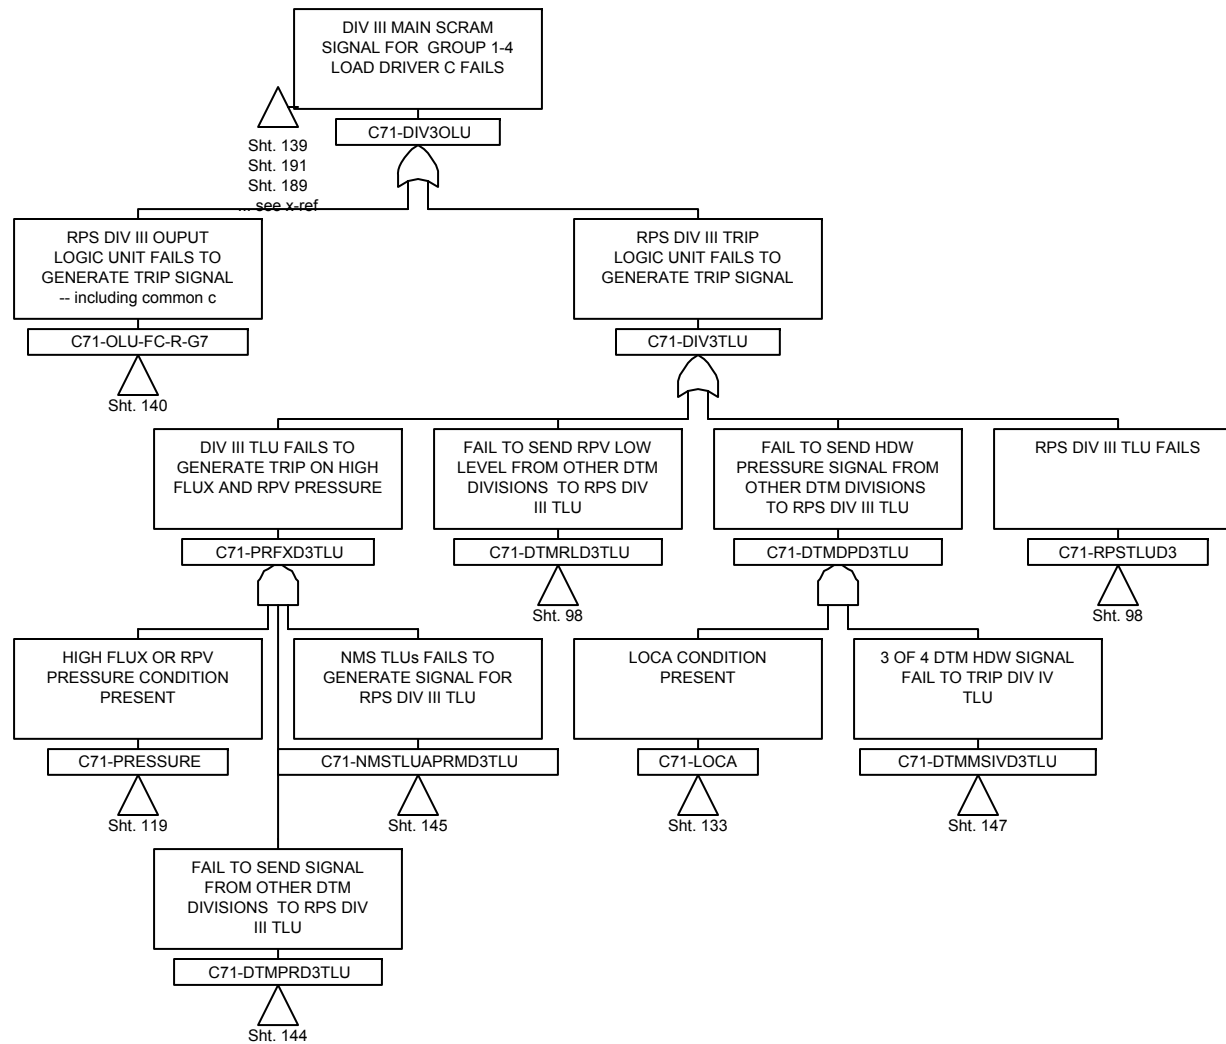 DIV III MAIN SCRAM
SIGNAL FOR GROUP 1-4
LOAD DRIVER C FAILS
C71-DIV3OLU
Sht. 139
Sht. 191
Sht. 189
... see x-ref
RPS DIV III OUPUT
LOGIC UNIT FAILS TO
GENERATE TRIP SIGNAL
-- including common c
C71-OLU-FC-R-G7
Sht. 140
RPS DIV III TRIP
LOGIC UNIT FAILS TO
GENERATE TRIP SIGNAL
C71-DIV3TLU
DIV III TLU FAILS TO
GENERATE TRIP ON HIGH
FLUX AND RPV PRESSURE
C71-PRFXD3TLU
FAIL TO SEND RPV LOW
LEVEL FROM OTHER DTM
DIVISIONS TO RPS DIV
III TLU
C71-DTMRLD3TLU
Sht. 98
FAIL TO SEND HDW
PRESSURE SIGNAL FROM
OTHER DTM DIVISIONS
TO RPS DIV III TLU
C71-DTMDPD3TLU
RPS DIV III TLU FAILS
C71-RPSTLUD3
Sht. 98
HIGH FLUX OR RPV
PRESSURE CONDITION
PRESENT
C71-PRESSURE
Sht. 119
NMS TLUs FAILS TO
GENERATE SIGNAL FOR
RPS DIV III TLU
C71-NMSTLUAPRMD3TLU
Sht. 145
LOCA CONDITION
PRESENT
C71-LOCA
Sht. 133
3 OF 4 DTM HDW SIGNAL
FAIL TO TRIP DIV IV
TLU
C71-DTMMSIVD3TLU
Sht. 147
FAIL TO SEND SIGNAL
FROM OTHER DTM
DIVISIONS TO RPS DIV
III TLU
C71-DTMPRD3TLU
Sht. 144